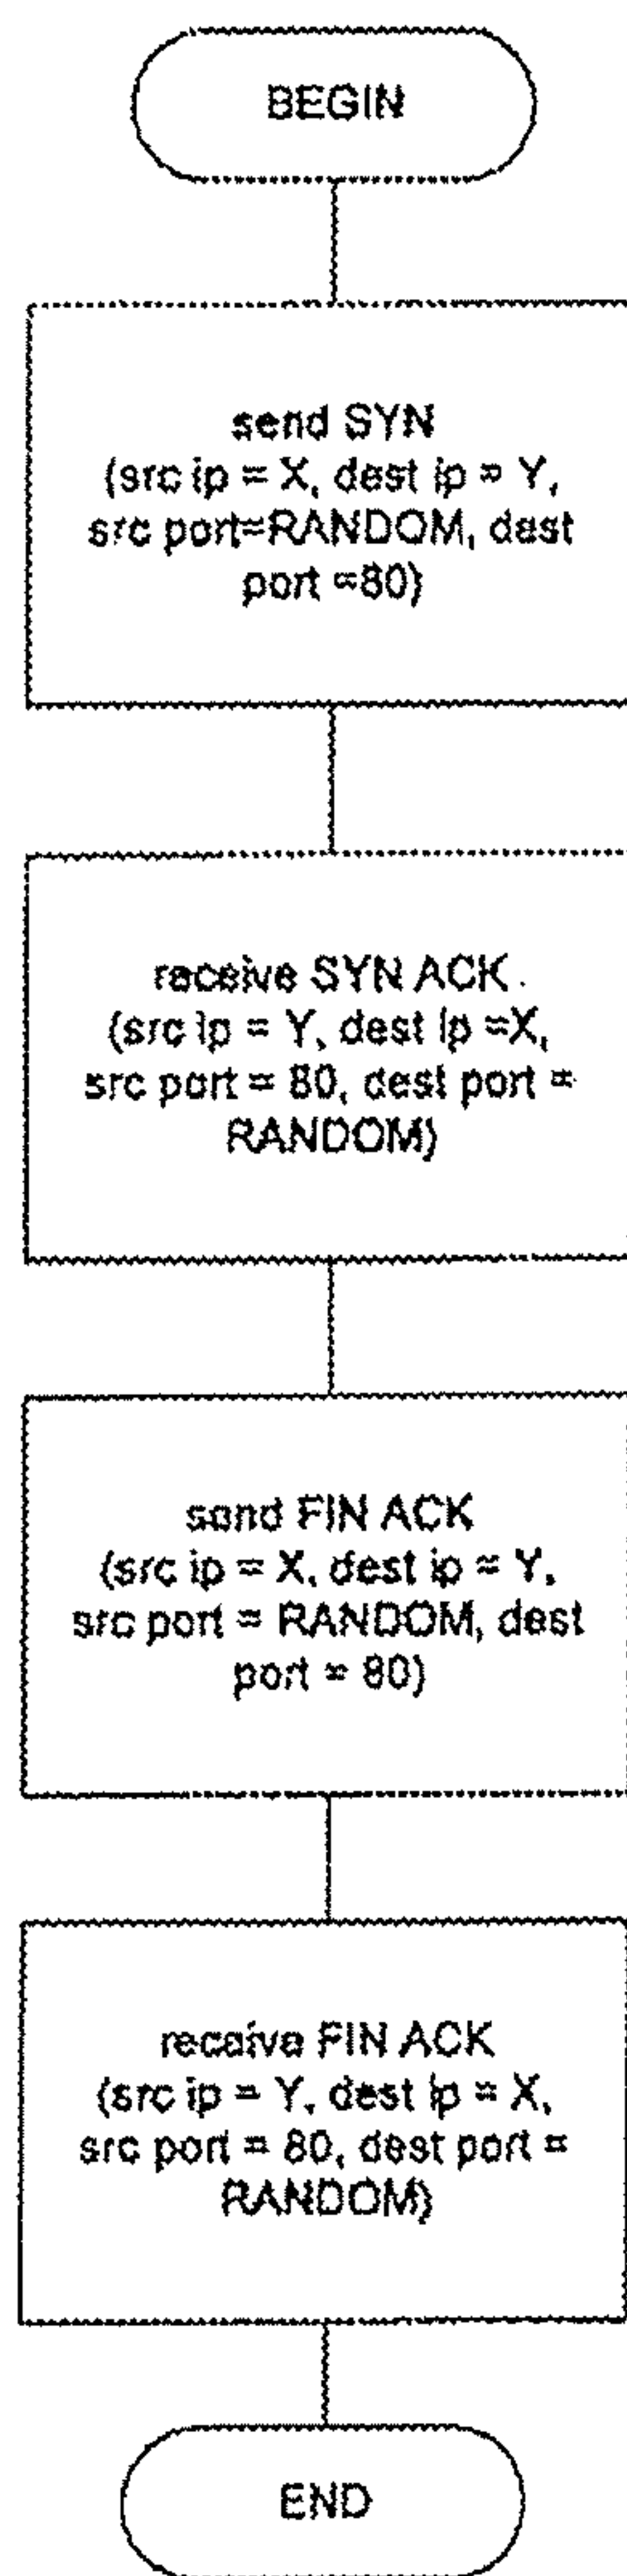 BEGIN
send SYN
(src ip = X, dest ip = Y,
src port=RANDOM, dest
port =80)
receive SYN ACK
(src ip = Y, dest ip =X,
src port = 80, dest port =
RANDOM)
send FIN ACK
(src ip = X, dest ip = Y,
src port = RANDOM, dest
port = 80)
receive FIN ACK
(src ip = Y, dest ip = X,
src port = 80, dest port =
RANDOM)
END